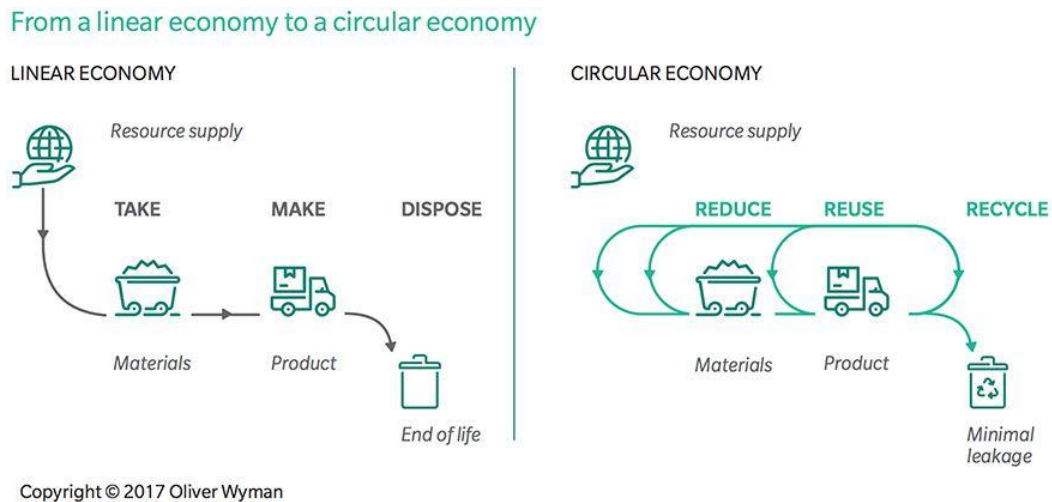 From a linear economy to a circular economy
LINEAR ECONOMY
Resource supply
TAKE MAKE DISPOSE
Materials Product
End of life
CIRCULAR ECONOMY
Resource supply
REDUCE REUSE RECYCLE
Materials Product
Minimal
leakage
Copyright © 2017 Oliver Wyman